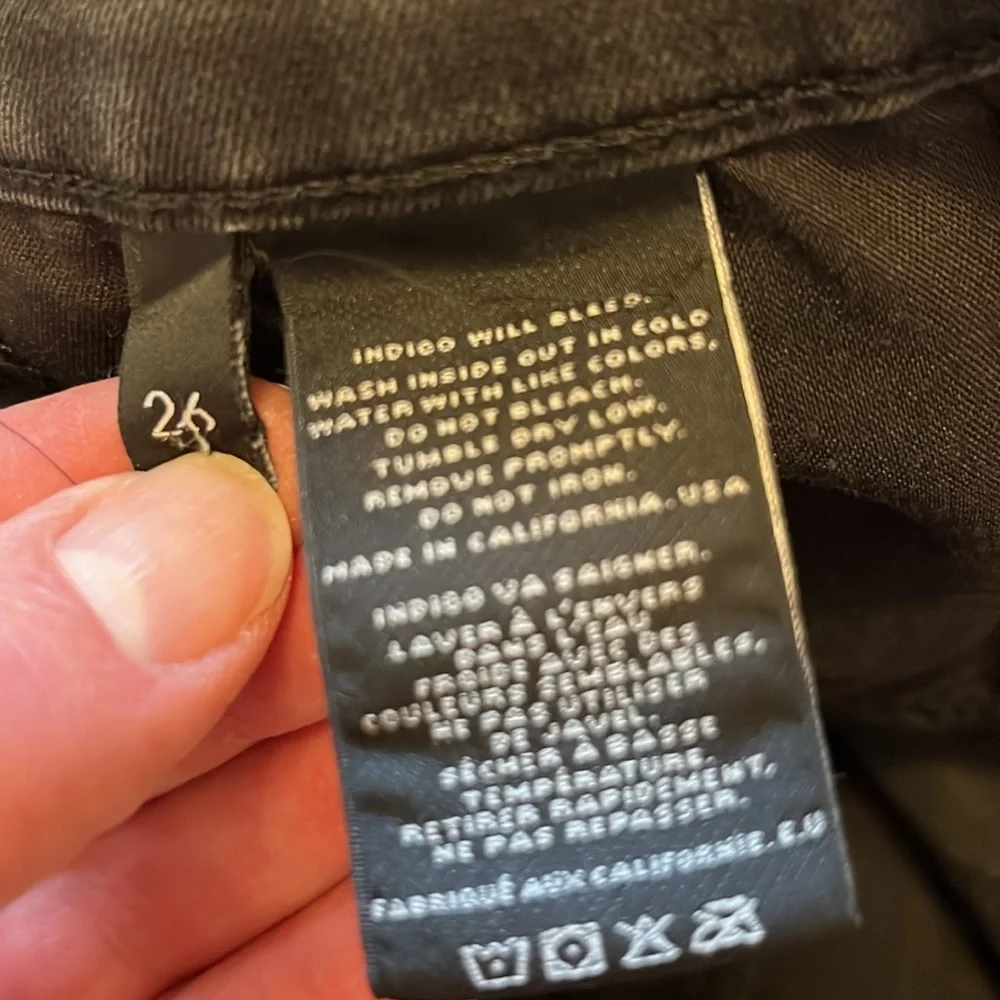 26
INDIGO WILL BLEED.
WASH INSIDE OUT IN COLD
WATER WITH LIKE COLORS.
DO NOT BLEACH.
TUMBLE DRY LOW.
REMOVE PROMPTLY.
DO NOT IRON.
MADE IN CALIFORNIA. USA
INDIGO VA SAIGNER.
LAVER À L'ENVERS
DANS L'EAU
FROIDE AVEC DES
COULEURS SEMBLABLES,
NE PAS UTILISER
DE JAVEL.
SÉCHER À BASSE
TEMPÉRATURE.
RETIRER RAPIDEMENT,
NE PAS REPASSER.
FABRIQUÉ AUX CALIFORNIE. E.U